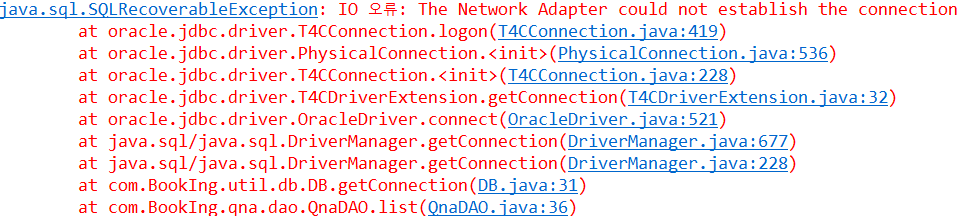 java.sql.SQLRecoverableException: IO 오류: The Network Adapter could not establish the connection
at oracle.jdbc.driver.T4CConnection.logon(T4CConnection.java:419)
at oracle.jdbc.driver.PhysicalConnection.<init>(PhysicalConnection.java:536)
at oracle.jdbc.driver.T4CConnection.<init>(T4CConnection.java:228)
at oracle.jdbc.driver.T4CDriverExtension.getConnection(T4CDriverExtension.java:32)
at oracle.jdbc.driver.OracleDriver.connect(OracleDriver.java:521)
at java.sql/java.sql.DriverManager.getConnection(DriverManager.java:677)
at java.sql/java.sql.DriverManager.getConnection(DriverManager.java:228)
at com.BookIng.util.db.DB.getConnection(DB.java:31)
at com.BookIng.qna.dao.QnaDAO.list(QnaDAO.java:36)